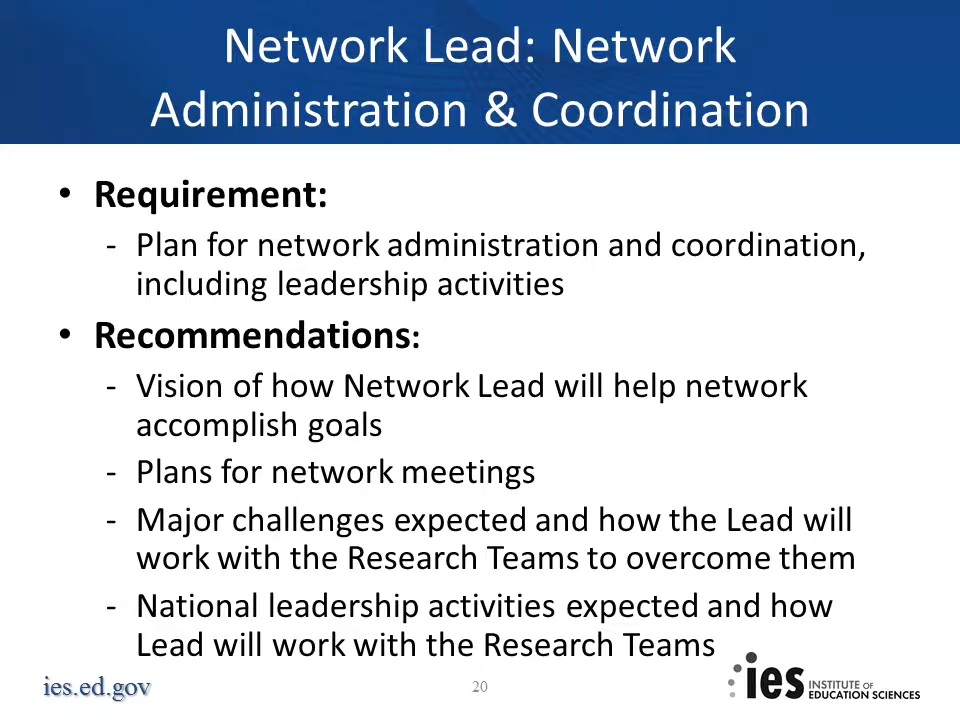 Network Lead: Network
Administration & Coordination
• Requirement:
- Plan for network administration and coordination,
including leadership activities
• Recommendations:
- Vision of how Network Lead will help network
accomplish goals
- Plans for network meetings
- Major challenges expected and how the Lead will
work with the Research Teams to overcome them
- National leadership activities expected and how
Lead will work with the Research Teams
ies.ed.gov
20
ies INSTITUTE OF
EDUCATION SCIENCES